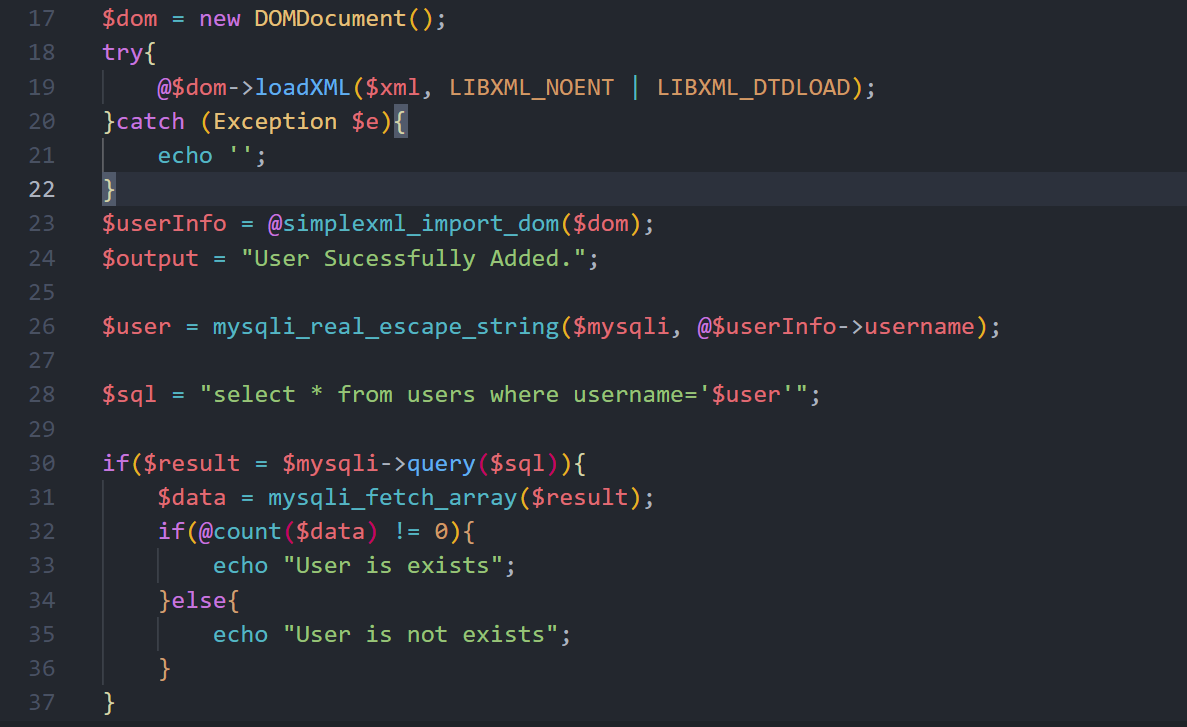 17 $dom = new DOMDocument();
18 try{
19     @$dom->loadXML($xml, LIBXML_NOENT | LIBXML_DTDLOAD);
20 }catch (Exception $e){
21     echo '';
22 }
23 $userInfo = @simplexml_import_dom($dom);
24 $output = "User Sucessfully Added.";
25
26 $user = mysqli_real_escape_string($mysqli, @$userInfo->username);
27
28 $sql = "select * from users where username='$user'";
29
30 if($result = $mysqli->query($sql)){
31     $data = mysqli_fetch_array($result);
32     if(@count($data) != 0){
33         echo "User is exists";
34     }else{
35         echo "User is not exists";
36     }
37 }